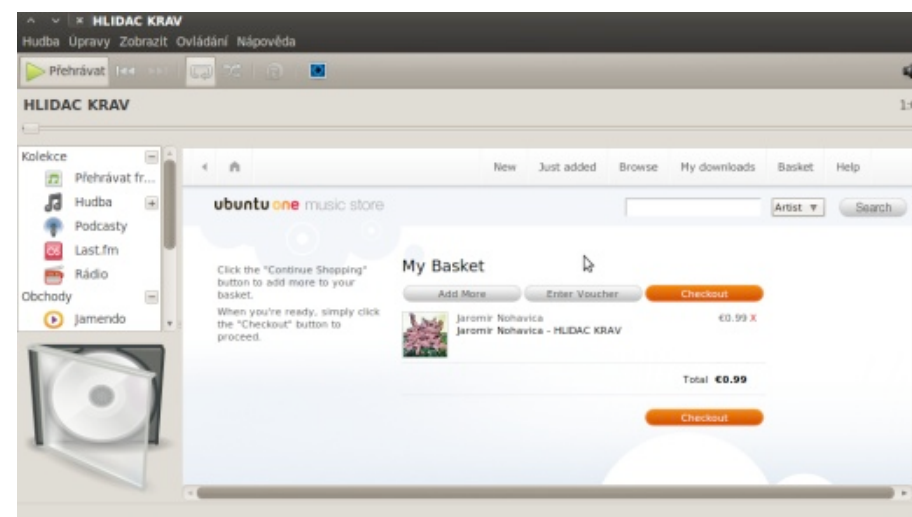 HLIDAC KRAV
Hudba Úpravy Zobrazit Ovládání Nápověda
Přehrávat
HLIDAC KRAV
Kolekce
Přehrávat fr...
Hudba
Podcasty
Last.fm
Rádio
Obchody
Jamendo
New Just added Browse My downloads Basket Help
ubuntu one music store
Artist Search
Click the "Continue Shopping"
button to add more to your
basket.
When you're ready, simply click
the "Checkout" button to
proceed.
My Basket
Add More Enter Voucher Checkout
Jaromir Nohavica €0.99 X
Jaromir Nohavica - HLIDAC KRAV
Total €0.99
Checkout